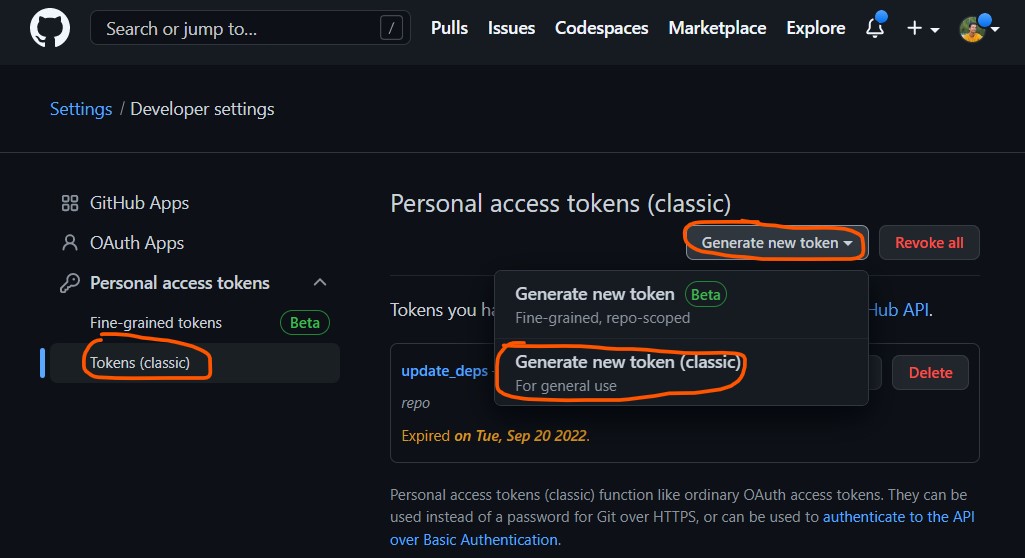 Search or jump to... / Pulls Issues Codespaces Marketplace Explore
Settings / Developer settings
GitHub Apps
OAuth Apps
Personal access tokens
Fine-grained tokens Beta
Tokens (classic)
Personal access tokens (classic)
Generate new token Revoke all
Generate new token Beta
Fine-grained, repo-scoped
Generate new token (classic)
For general use
Tokens you Hub API.
update_deps Delete
repo
Expired on Tue, Sep 20 2022.
Personal access tokens (classic) function like ordinary OAuth access tokens. They can be
used instead of a password for Git over HTTPS, or can be used to authenticate to the API
over Basic Authentication.